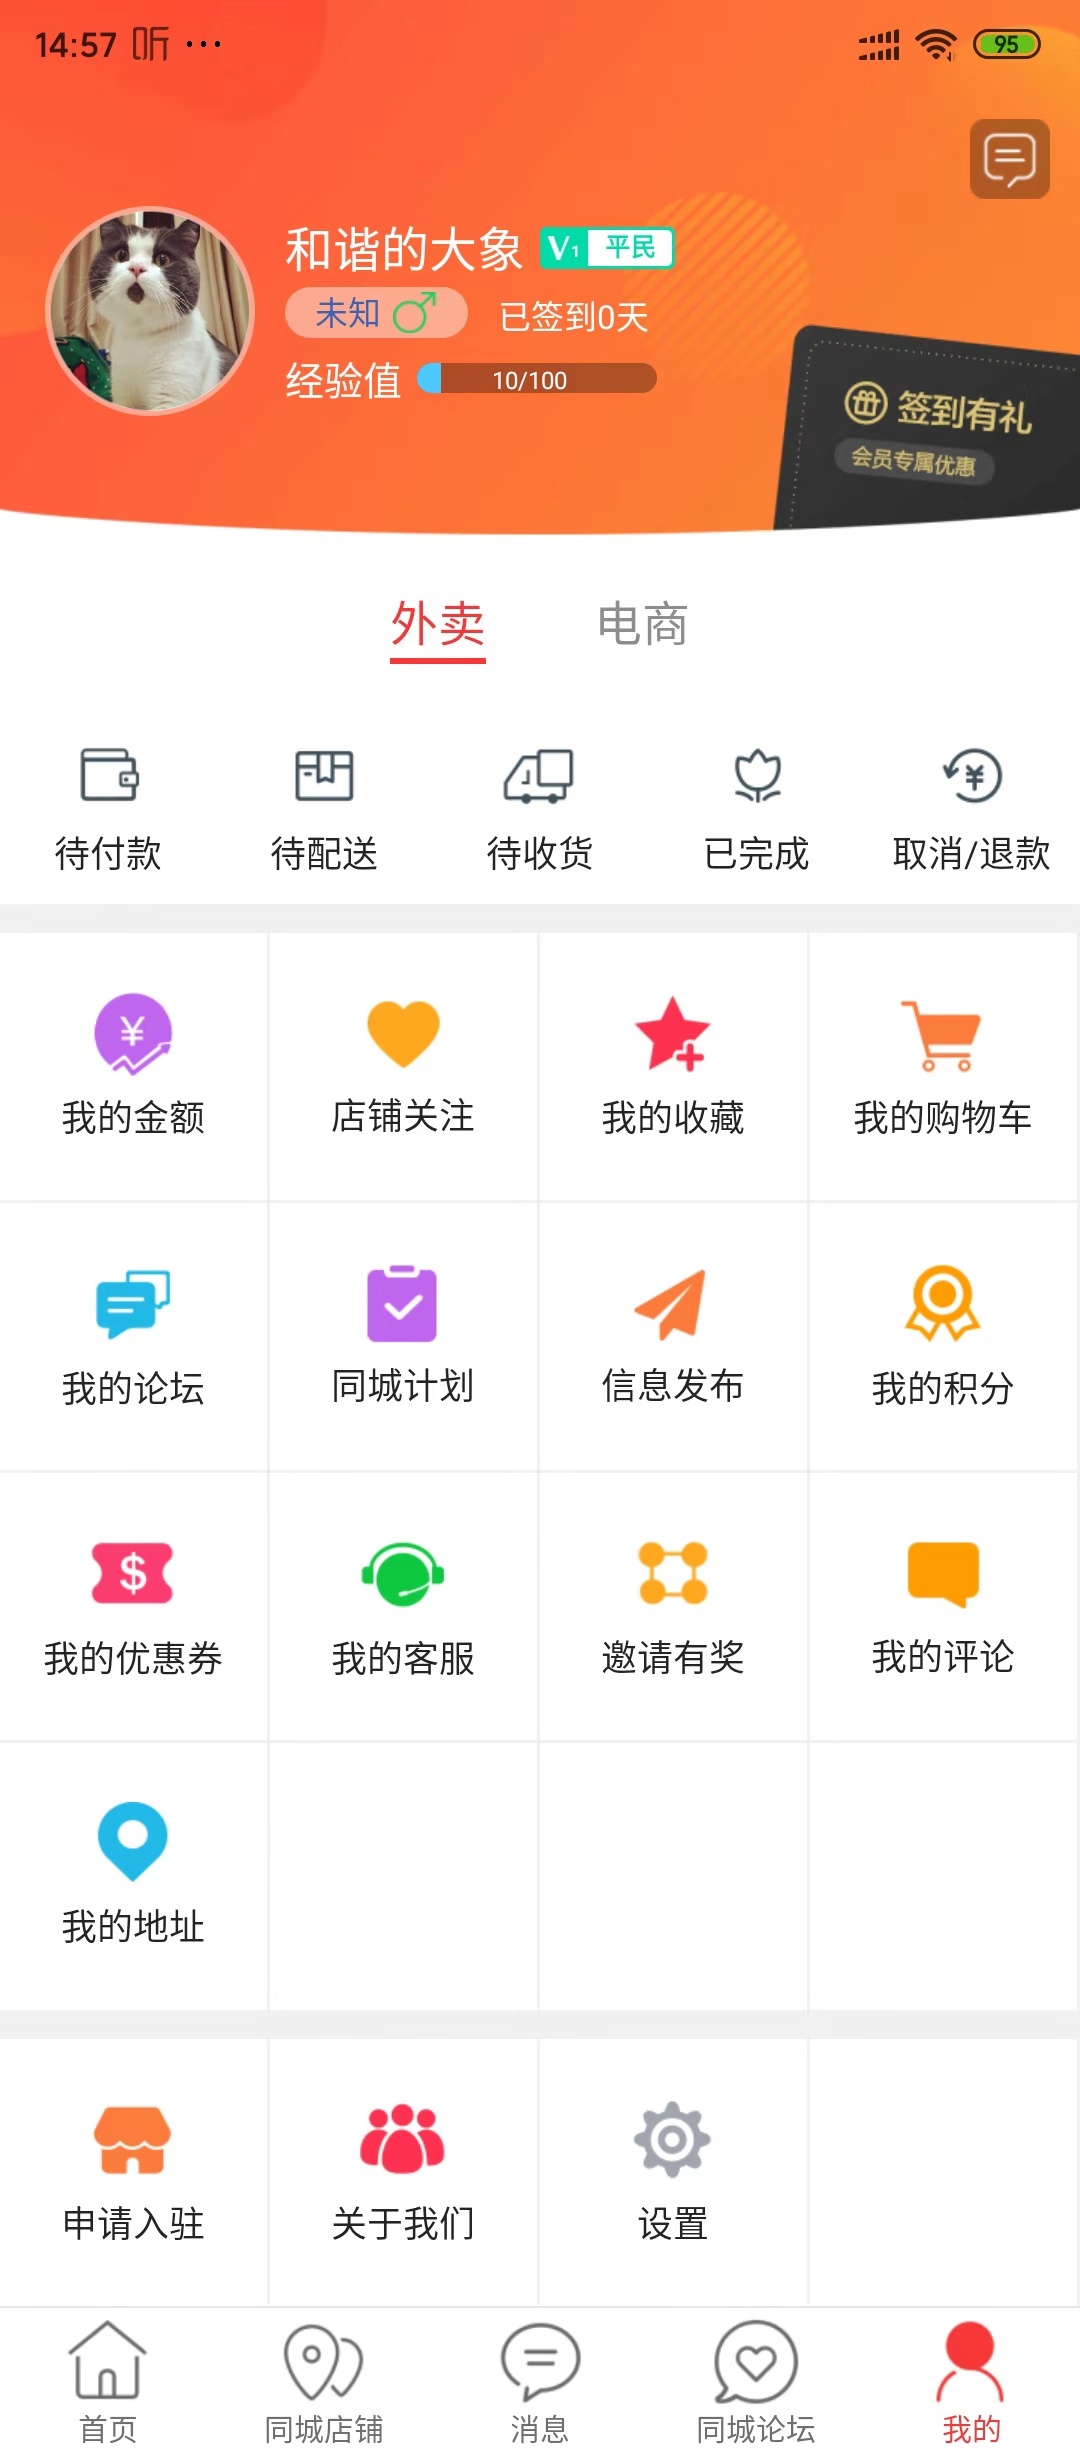 14:57 听 ···
95
和谐的大象 V1 平民
未知 已签到0天
经验值 10/100
签到有礼
会员专属优惠
外卖 电商
待付款 待配送 待收货 已完成 取消/退款
我的金额 店铺关注 我的收藏 我的购物车
我的论坛 同城计划 信息发布 我的积分
我的优惠券 我的客服 邀请有奖 我的评论
我的地址
申请入驻 关于我们 设置
首页 同城店铺 消息 同城论坛 我的